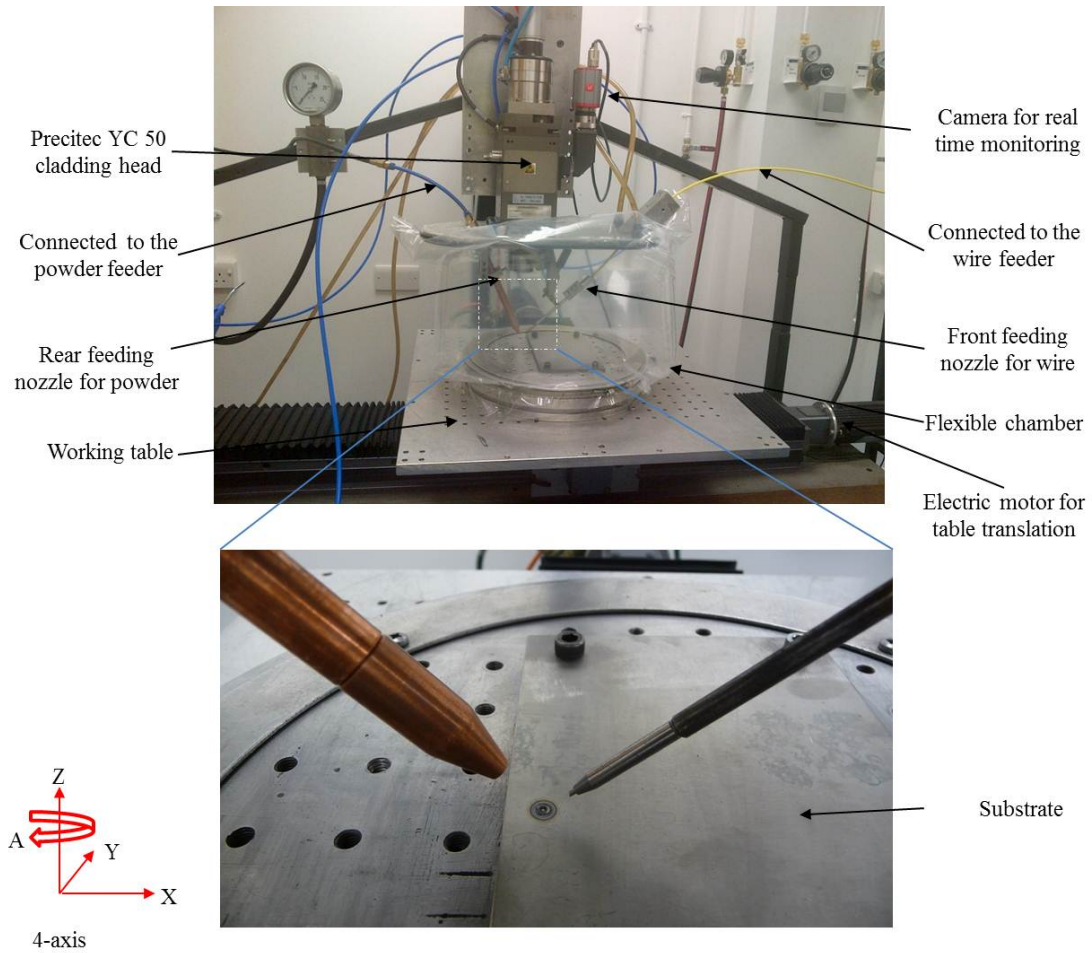 Precitec YC 50
cladding head
Connected to the
powder feeder
Rear feeding
nozzle for powder
Working table
Camera for real
time monitoring
Connected to the
wire feeder
Front feeding
nozzle for wire
Flexible chamber
Electric motor for
table translation
Substrate
Z
A
Y
X
4-axis